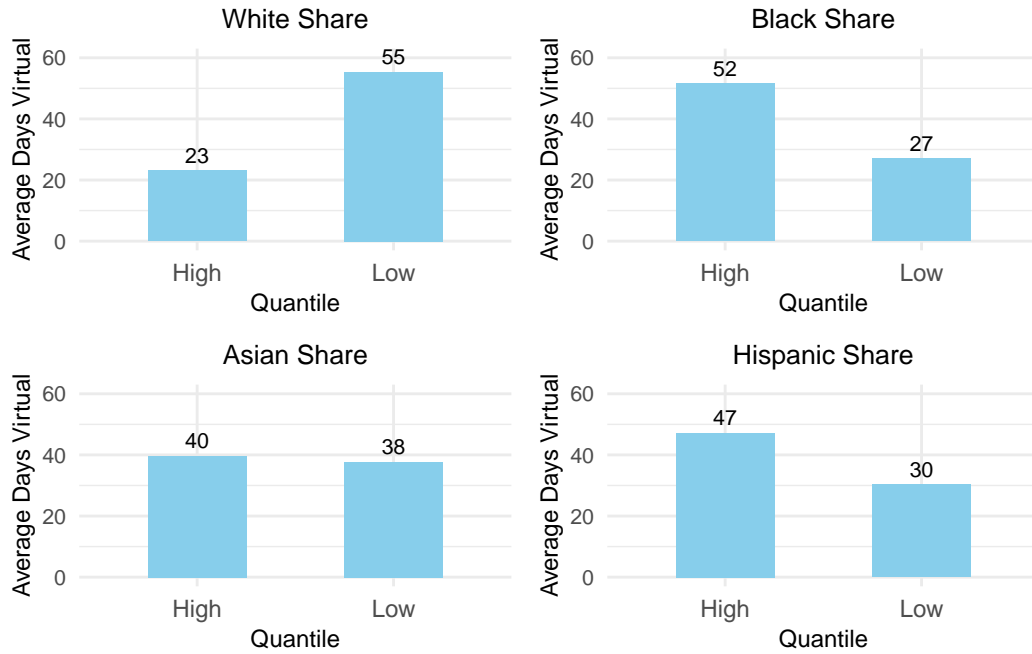 White Share
Average Days Virtual
60
40
20
0
23
55
High
Low
Quantile
Black Share
Average Days Virtual
60
40
20
0
52
27
High
Low
Quantile
Asian Share
Average Days Virtual
60
40
20
0
40
38
High
Low
Quantile
Hispanic Share
Average Days Virtual
60
40
20
0
47
30
High
Low
Quantile